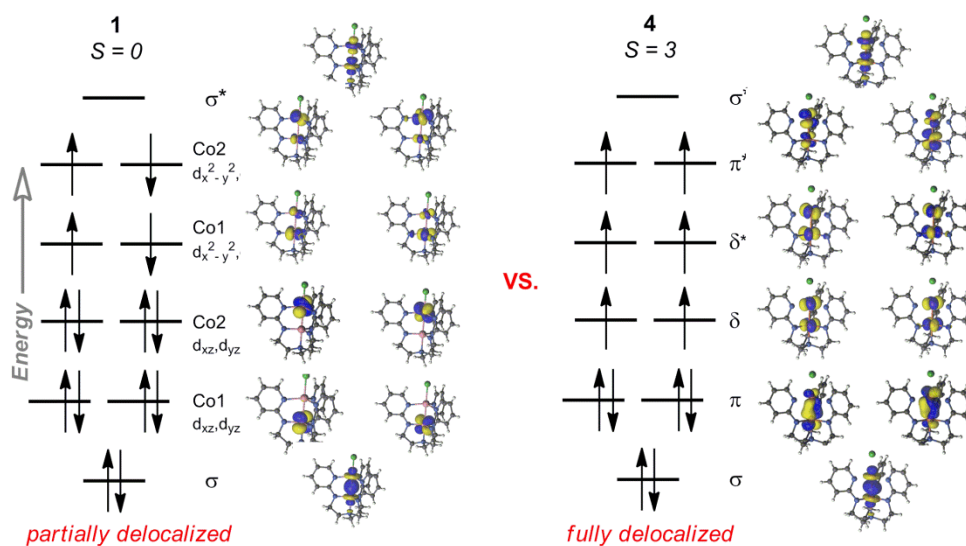 1
S = 0
σ*
Co2
dx²-y²,
Co1
dx²-y²,
Co2
dxz,dyz
Co1
dxz,dyz
σ
partially delocalized
Energy
vs.
4
S = 3
σ*
π*
δ*
δ
π
σ
fully delocalized